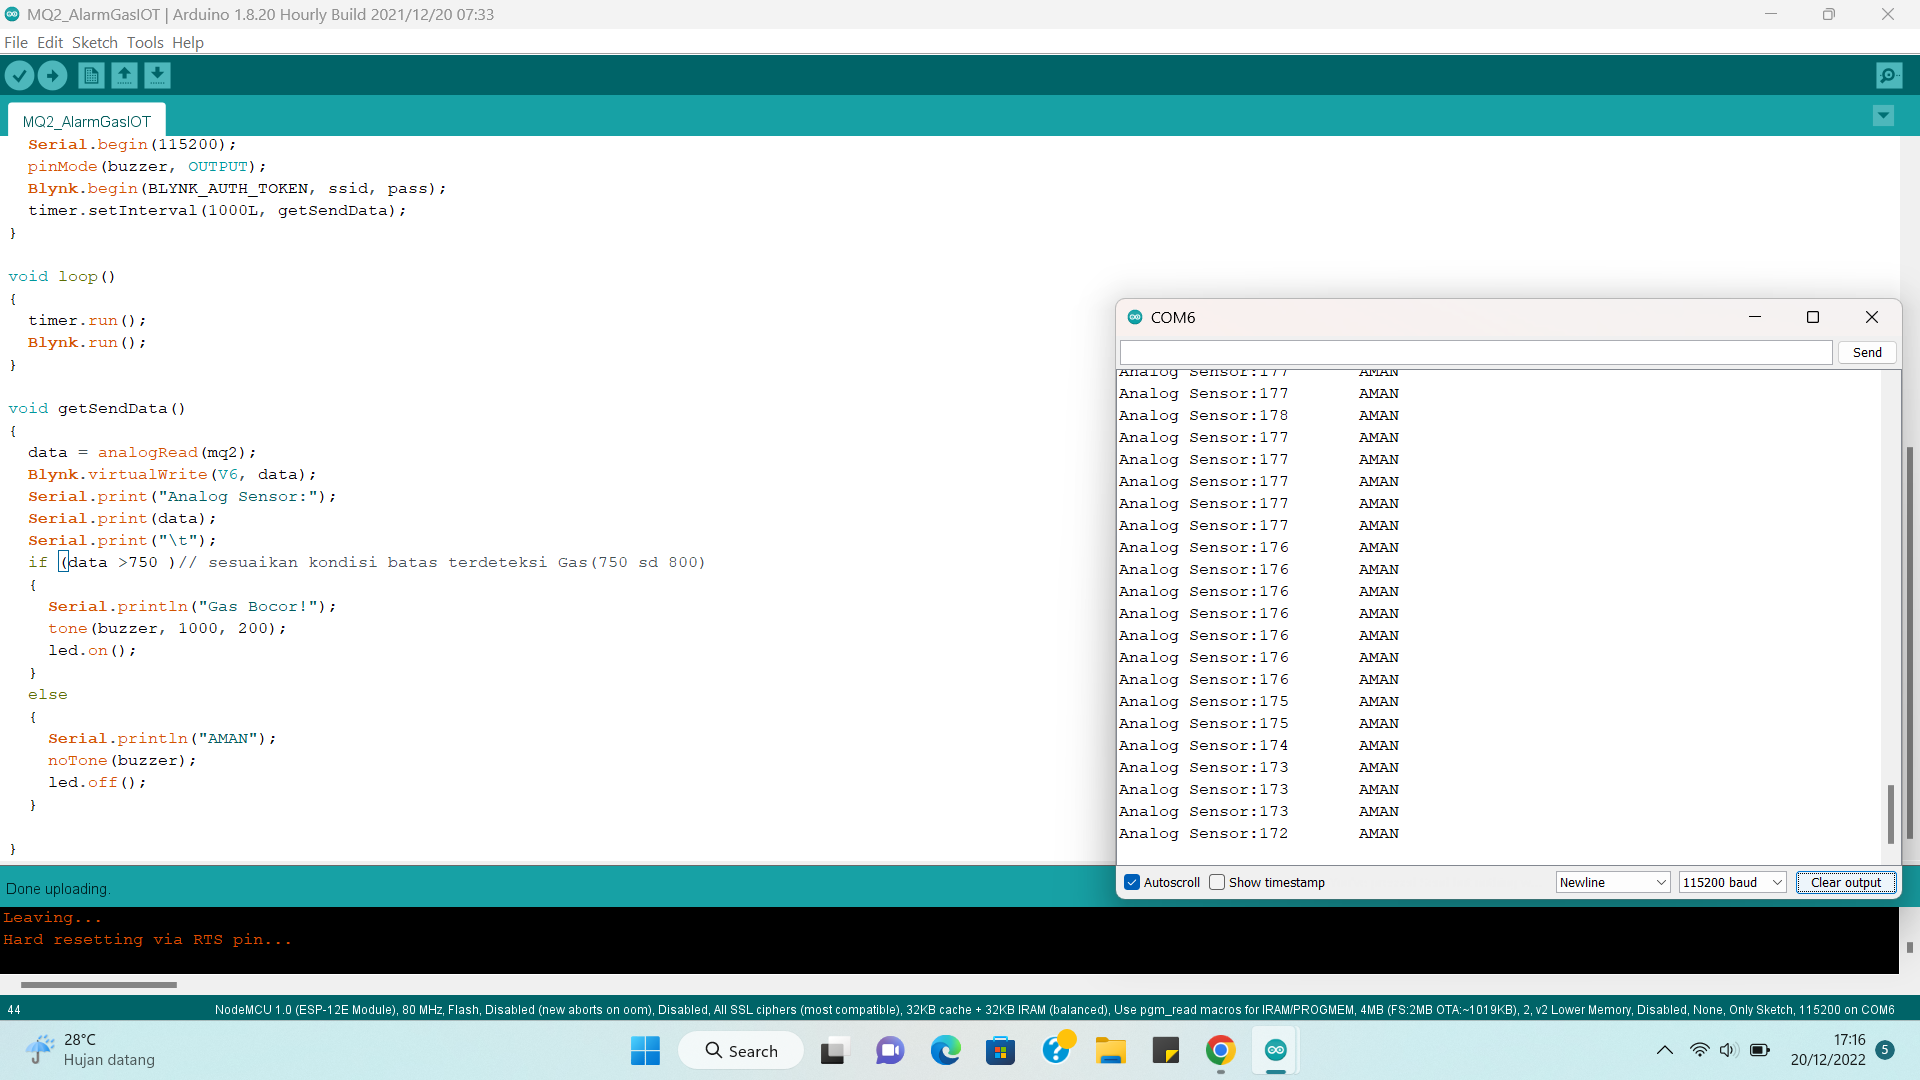 MQ2_AlarmGasIOT | Arduino 1.8.20 Hourly Build 2021/12/20 07:33
File Edit Sketch Tools Help
MQ2_AlarmGasIOT
Serial.begin(115200);
pinMode(buzzer, OUTPUT);
Blynk.begin(BLYNK_AUTH_TOKEN, ssid, pass);
timer.setInterval(1000L, getSendData);
}
void loop()
{
timer.run();
Blynk.run();
}
void getSendData()
{
data = analogRead(mq2);
Blynk.virtualWrite(V6, data);
Serial.print("Analog Sensor:");
Serial.print(data);
Serial.print("\t");
if (data >750 )// sesuaikan kondisi batas terdeteksi Gas(750 sd 800)
{
Serial.println("Gas Bocor!");
tone(buzzer, 1000, 200);
led.on();
}
else
{
Serial.println("AMAN");
noTone(buzzer);
led.off();
}
}
COM6
Send
Analog Sensor:177 AMAN
Analog Sensor:177 AMAN
Analog Sensor:178 AMAN
Analog Sensor:177 AMAN
Analog Sensor:177 AMAN
Analog Sensor:177 AMAN
Analog Sensor:177 AMAN
Analog Sensor:177 AMAN
Analog Sensor:176 AMAN
Analog Sensor:176 AMAN
Analog Sensor:176 AMAN
Analog Sensor:176 AMAN
Analog Sensor:176 AMAN
Analog Sensor:176 AMAN
Analog Sensor:176 AMAN
Analog Sensor:175 AMAN
Analog Sensor:175 AMAN
Analog Sensor:174 AMAN
Analog Sensor:173 AMAN
Analog Sensor:173 AMAN
Analog Sensor:173 AMAN
Analog Sensor:172 AMAN
Autoscroll Show timestamp Newline 115200 baud Clear output
Done uploading.
Leaving...
Hard resetting via RTS pin...
44 NodeMCU 1.0 (ESP-12E Module), 80 MHz, Flash, Disabled (new aborts on oom), Disabled, All SSL ciphers (most compatible), 32KB cache + 32KB IRAM (balanced), Use pgm_read macros for IRAM/PROGMEM, 4MB (FS:2MB OTA:~1019KB), 2, v2 Lower Memory, Disabled, None, Only Sketch, 115200 on COM6
28°C
Hujan datang
Search
17:16
20/12/2022
5